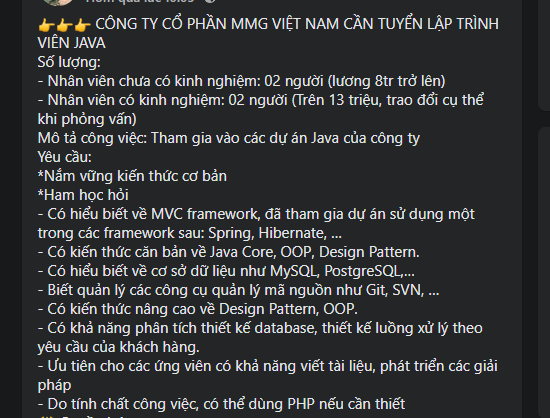 👉👉👉 CÔNG TY CỔ PHẦN MMG VIỆT NAM CẦN TUYỂN LẬP TRÌNH
VIÊN JAVA
Số lượng:
- Nhân viên chưa có kinh nghiệm: 02 người (lương 8tr trở lên)
- Nhân viên có kinh nghiệm: 02 người (Trên 13 triệu, trao đổi cụ thể
khi phỏng vấn)
Mô tả công việc: Tham gia vào các dự án Java của công ty
Yêu cầu:
*Nắm vững kiến thức cơ bản
*Ham học hỏi
- Có hiểu biết về MVC framework, đã tham gia dự án sử dụng một
trong các framework sau: Spring, Hibernate, ...
- Có kiến thức căn bản về Java Core, OOP, Design Pattern.
- Có hiểu biết về cơ sở dữ liệu như MySQL, PostgreSQL,...
- Biết quản lý các công cụ quản lý mã nguồn như Git, SVN, ...
- Có kiến thức nâng cao về Design Pattern, OOP.
- Có khả năng phân tích thiết kế database, thiết kế luồng xử lý theo
yêu cầu của khách hàng.
- Ưu tiên cho các ứng viên có khả năng viết tài liệu, phát triển các giải
pháp
- Do tính chất công việc, có thể dùng PHP nếu cần thiết